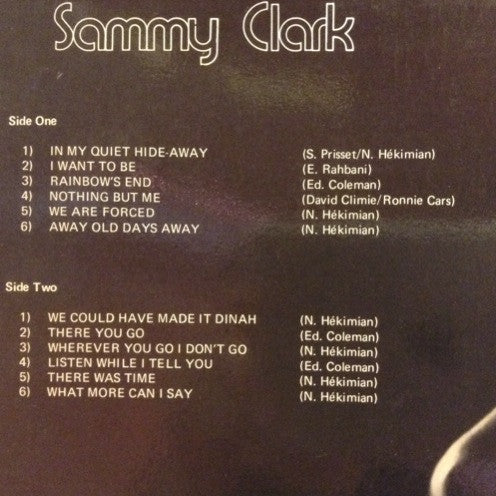 Sammy Clark
Side One
1) IN MY QUIET HIDE-AWAY (S. Prisset/N. Hékimian)
2) I WANT TO BE (E. Rahbani)
3) RAINBOW'S END (Ed. Coleman)
4) NOTHING BUT ME (David Climie/Ronnie Cars)
5) WE ARE FORCED (N. Hékimian)
6) AWAY OLD DAYS AWAY (N. Hékimian)
Side Two
1) WE COULD HAVE MADE IT DINAH (N. Hékimian)
2) THERE YOU GO (Ed. Coleman)
3) WHEREVER YOU GO I DON'T GO (N. Hékimian)
4) LISTEN WHILE I TELL YOU (Ed. Coleman)
5) THERE WAS TIME (N. Hékimian)
6) WHAT MORE CAN I SAY (N. Hékimian)